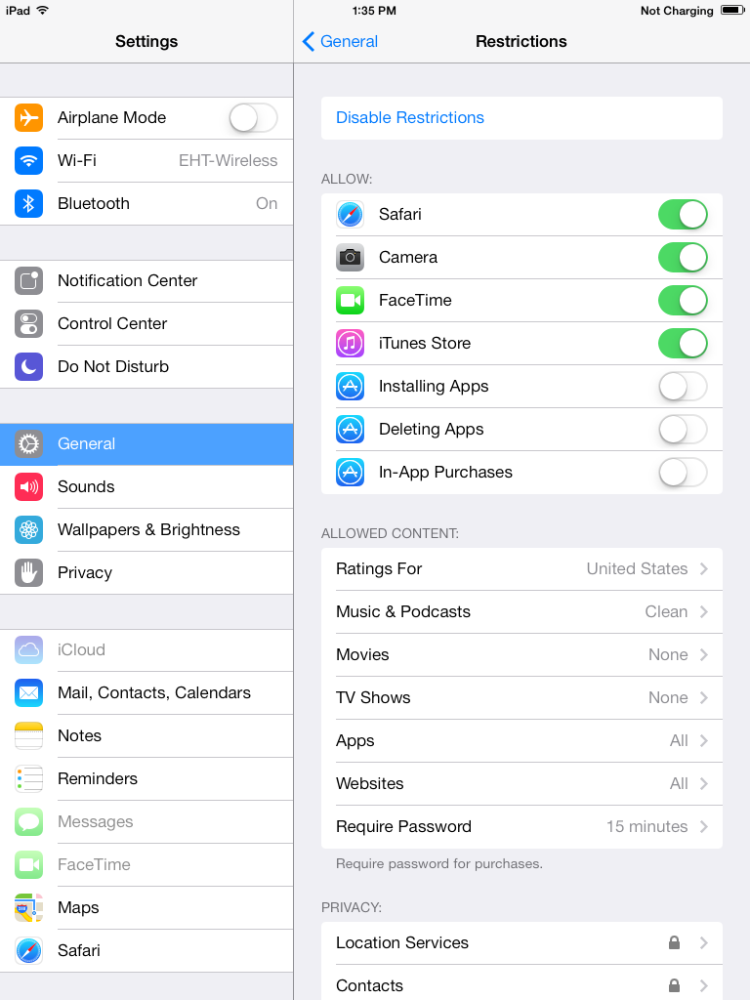 iPad
1:35 PM
Not Charging
Settings
General
Restrictions
Airplane Mode
Wi-Fi EHT-Wireless
Bluetooth On
Notification Center
Control Center
Do Not Disturb
General
Sounds
Wallpapers & Brightness
Privacy
iCloud
Mail, Contacts, Calendars
Notes
Reminders
Messages
FaceTime
Maps
Safari
Disable Restrictions
ALLOW:
Safari
Camera
FaceTime
iTunes Store
Installing Apps
Deleting Apps
In-App Purchases
ALLOWED CONTENT:
Ratings For United States
Music & Podcasts Clean
Movies None
TV Shows None
Apps All
Websites All
Require Password 15 minutes
Require password for purchases.
PRIVACY:
Location Services
Contacts